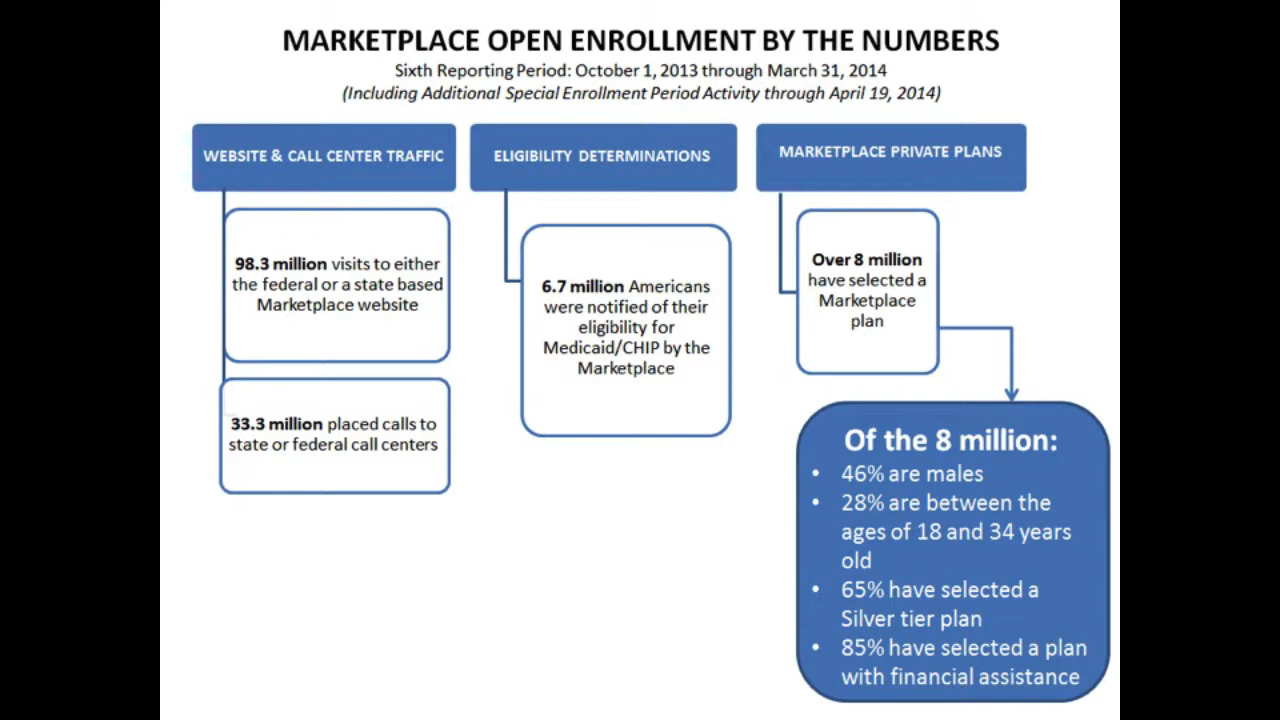 MARKETPLACE OPEN ENROLLMENT BY THE NUMBERS
Sixth Reporting Period: October 1, 2013 through March 31, 2014
(Including Additional Special Enrollment Period Activity through April 19, 2014)
WEBSITE & CALL CENTER TRAFFIC
98.3 million visits to either
the federal or a state based
Marketplace website
33.3 million placed calls to
state or federal call centers
ELIGIBILITY DETERMINATIONS
6.7 million Americans
were notified of their
eligibility for
Medicaid/CHIP by the
Marketplace
MARKETPLACE PRIVATE PLANS
Over 8 million
have selected a
Marketplace
plan
Of the 8 million:
• 46% are males
• 28% are between the
ages of 18 and 34 years
old
• 65% have selected a
Silver tier plan
• 85% have selected a plan
with financial assistance